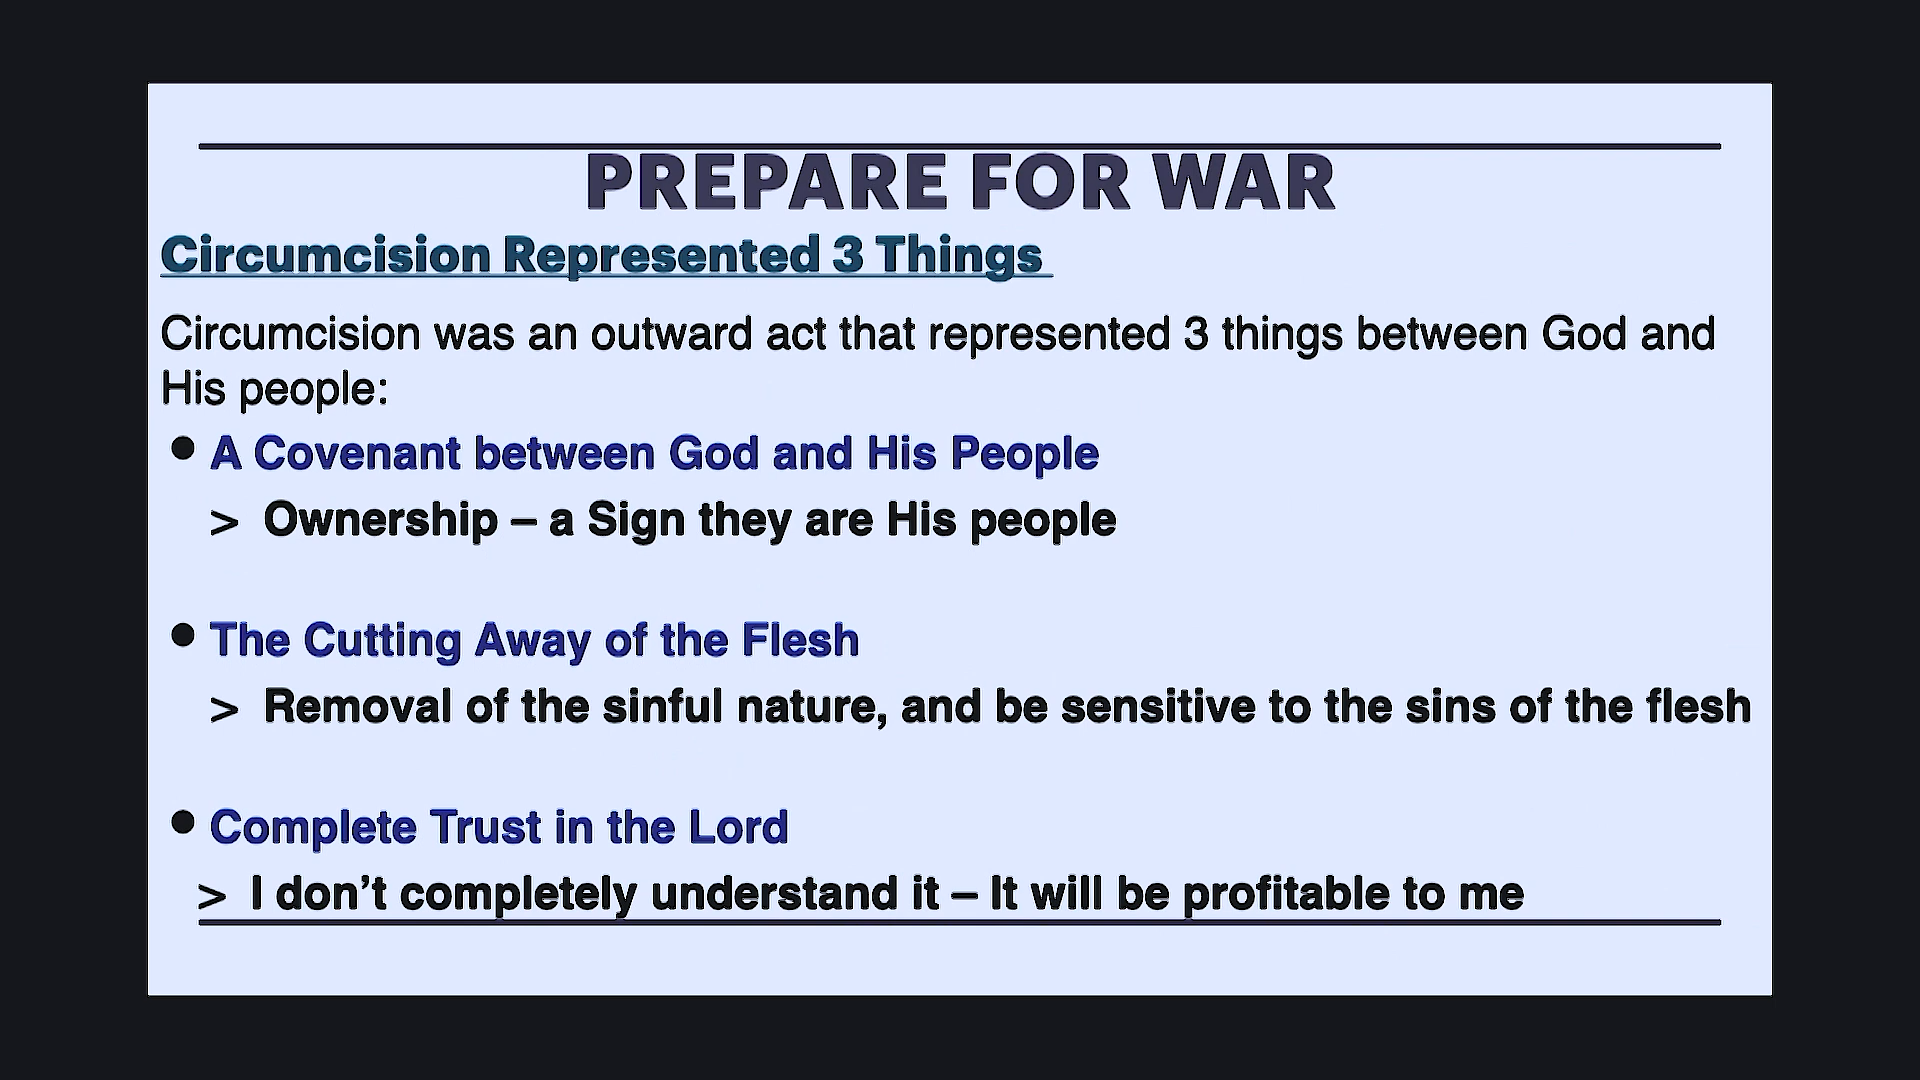 PREPARE FOR WAR
Circumcision Represented 3 Things
Circumcision was an outward act that represented 3 things between God and
His people:
● A Covenant between God and His People
> Ownership – a Sign they are His people
● The Cutting Away of the Flesh
> Removal of the sinful nature, and be sensitive to the sins of the flesh
● Complete Trust in the Lord
> I don’t completely understand it – It will be profitable to me